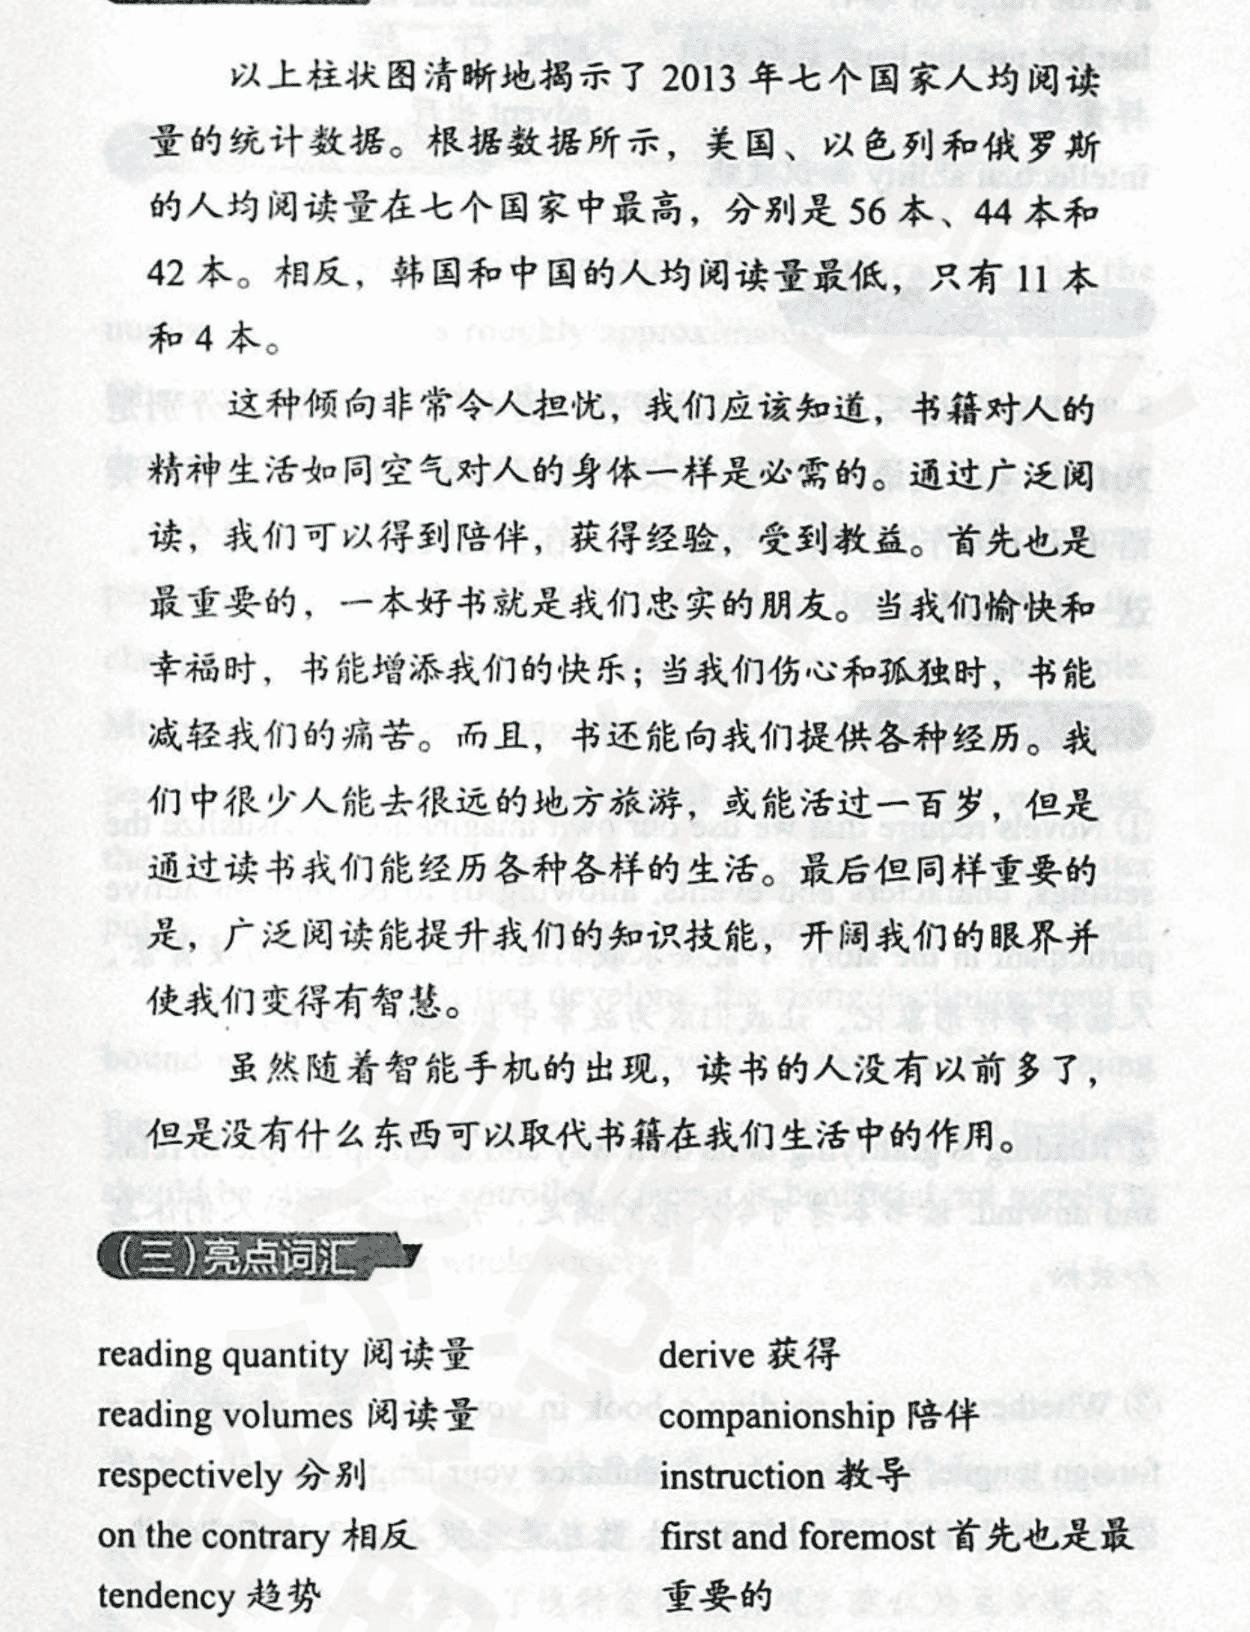 以上柱状图清晰地揭示了 2013 年七个国家人均阅读
量的统计数据。根据数据所示，美国、以色列和俄罗斯
的人均阅读量在七个国家中最高，分别是 56 本、44 本和
42 本。相反，韩国和中国的人均阅读量最低，只有 11 本
和 4 本。
这种倾向非常令人担忧，我们应该知道，书籍对人的
精神生活如同空气对人的身体一样是必需的。通过广泛阅
读，我们可以得到陪伴，获得经验，受到教益。首先也是
最重要的，一本好书就是我们忠实的朋友。当我们愉快和
幸福时，书能增添我们的快乐；当我们伤心和孤独时，书能
减轻我们的痛苦。而且，书还能向我们提供各种经历。我
们中很少人能去很远的地方旅游，或能活过一百岁，但是
通过读书我们能经历各种各样的生活。最后但同样重要的
是，广泛阅读能提升我们的知识技能，开阔我们的眼界并
使我们变得有智慧。
虽然随着智能手机的出现，读书的人没有以前多了，
但是没有什么东西可以取代书籍在我们生活中的作用。
（三）亮点词汇
reading quantity 阅读量
reading volumes 阅读量
respectively 分别
on the contrary 相反
tendency 趋势
derive 获得
companionship 陪伴
instruction 教导
first and foremost 首先也是最
重要的